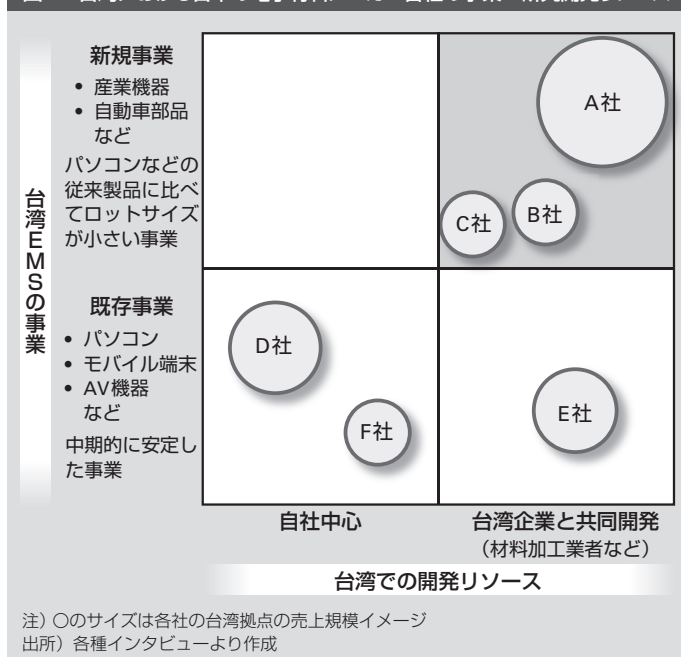 新規事業
• 産業機器
• 自動車部品
など
パソコンなどの
従来製品に比べ
てロットサイズ
が小さい事業
台湾EMSの事業
既存事業
• パソコン
• モバイル端末
• AV機器
など
中期的に安定し
た事業
A社
B社
C社
D社
F社
E社
自社中心
台湾企業と共同開発
（材料加工業者など）
台湾での開発リソース
注）〇のサイズは各社の台湾拠点の売上規模イメージ
出所）各種インタビューより作成